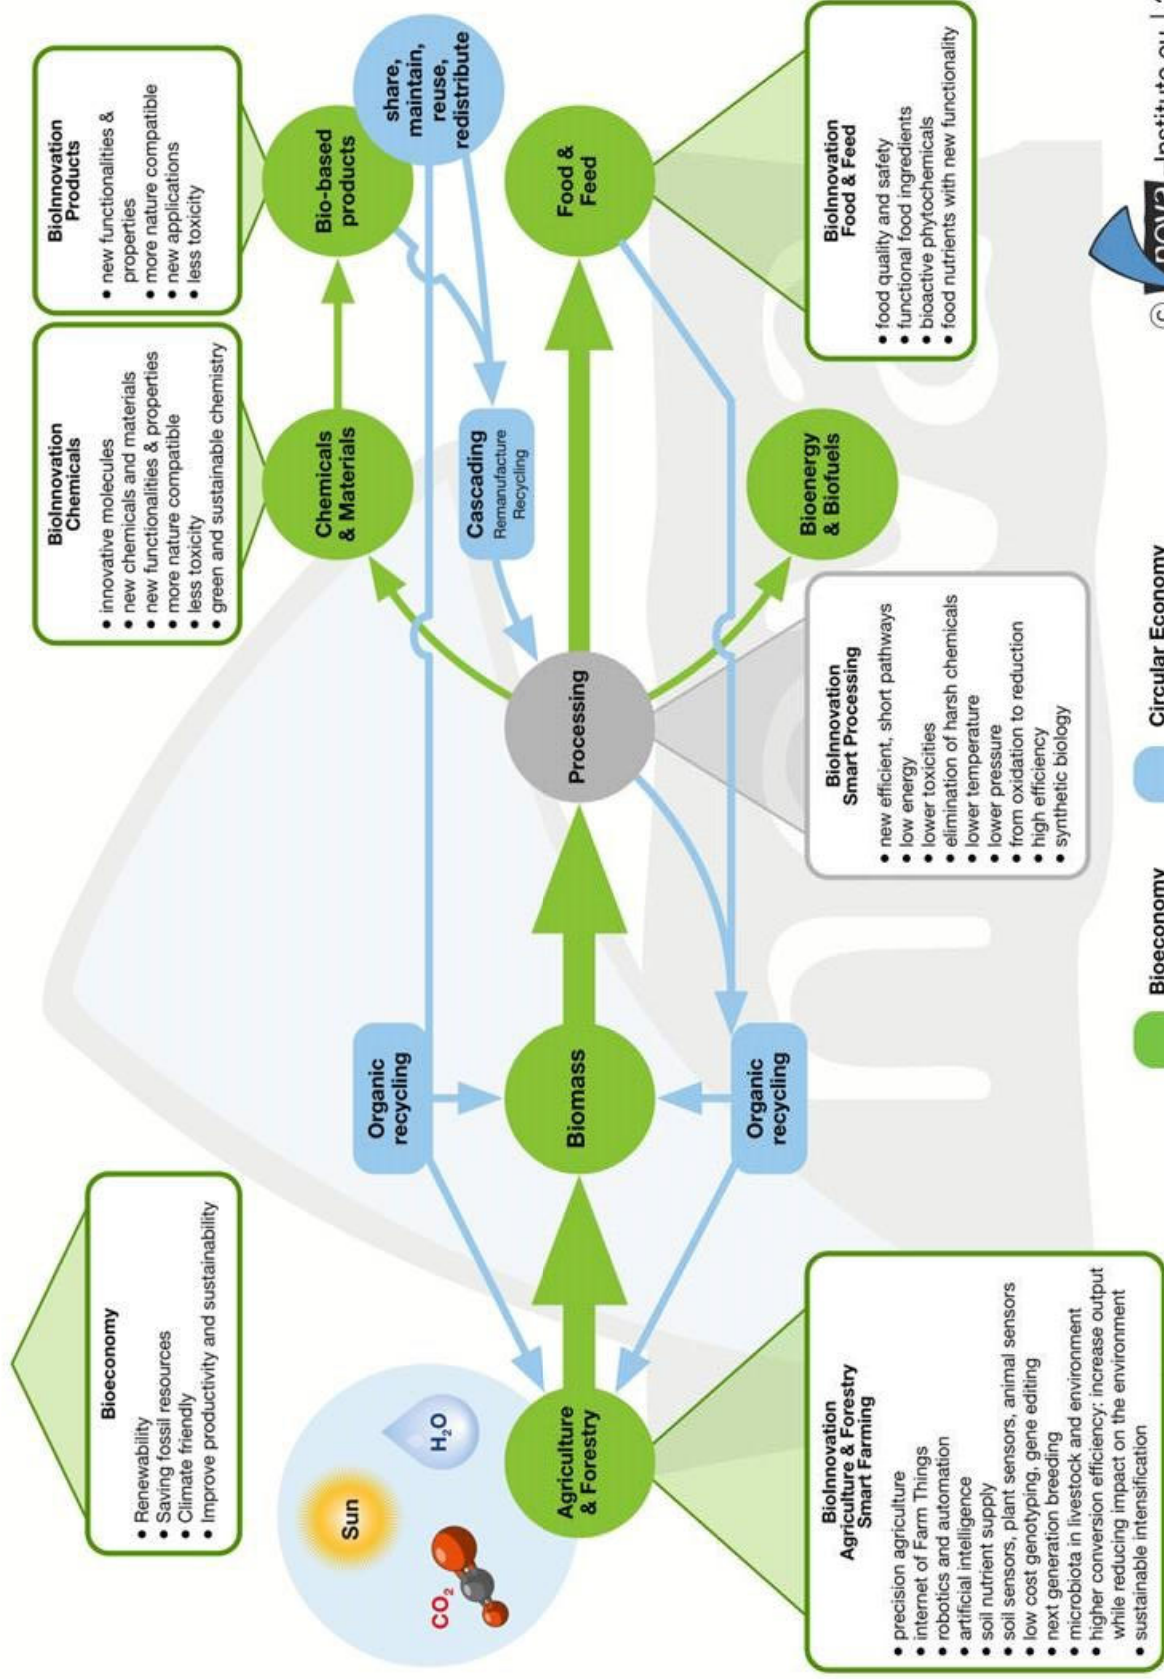 Bioeconomy
• Renewability
• Saving fossil resources
• Climate friendly
• Improve productivity and sustainability
BioInnovation
Chemicals
• innovative molecules
• new chemicals and materials
• new functionalities & properties
• more nature compatible
• less toxicity
• green and sustainable chemistry
BioInnovation
Products
• new functionalities &
properties
• more nature compatible
• new applications
• less toxicity
Sun
CO2
H2O
Organic
recycling
Chemicals
& Materials
Bio-based
products
share,
maintain,
reuse,
redistribute
Cascading
Remanufacture
Recycling
Agriculture
& Forestry
Biomass
Processing
Food &
Feed
Organic
recycling
Bioenergy
& Biofuels
BioInnovation
Agriculture & Forestry
Smart Farming
• precision agriculture
• internet of Farm Things
• robotics and automation
• artificial intelligence
• soil nutrient supply
• soil sensors, plant sensors, animal sensors
• low cost genotyping, gene editing
• next generation breeding
• microbiota in livestock and environment
• higher conversion efficiency: increase output
while reducing impact on the environment
• sustainable intensification
BioInnovation
Smart Processing
• new efficient, short pathways
• low energy
• lower toxicities
• elimination of harsh chemicals
• lower temperature
• lower pressure
• from oxidation to reduction
• high efficiency
• synthetic biology
BioInnovation
Food & Feed
• food quality and safety
• functional food ingredients
• bioactive phytochemicals
• food nutrients with new functionality
Bioeconomy
Circular Economy
© nova-Institute.eu |